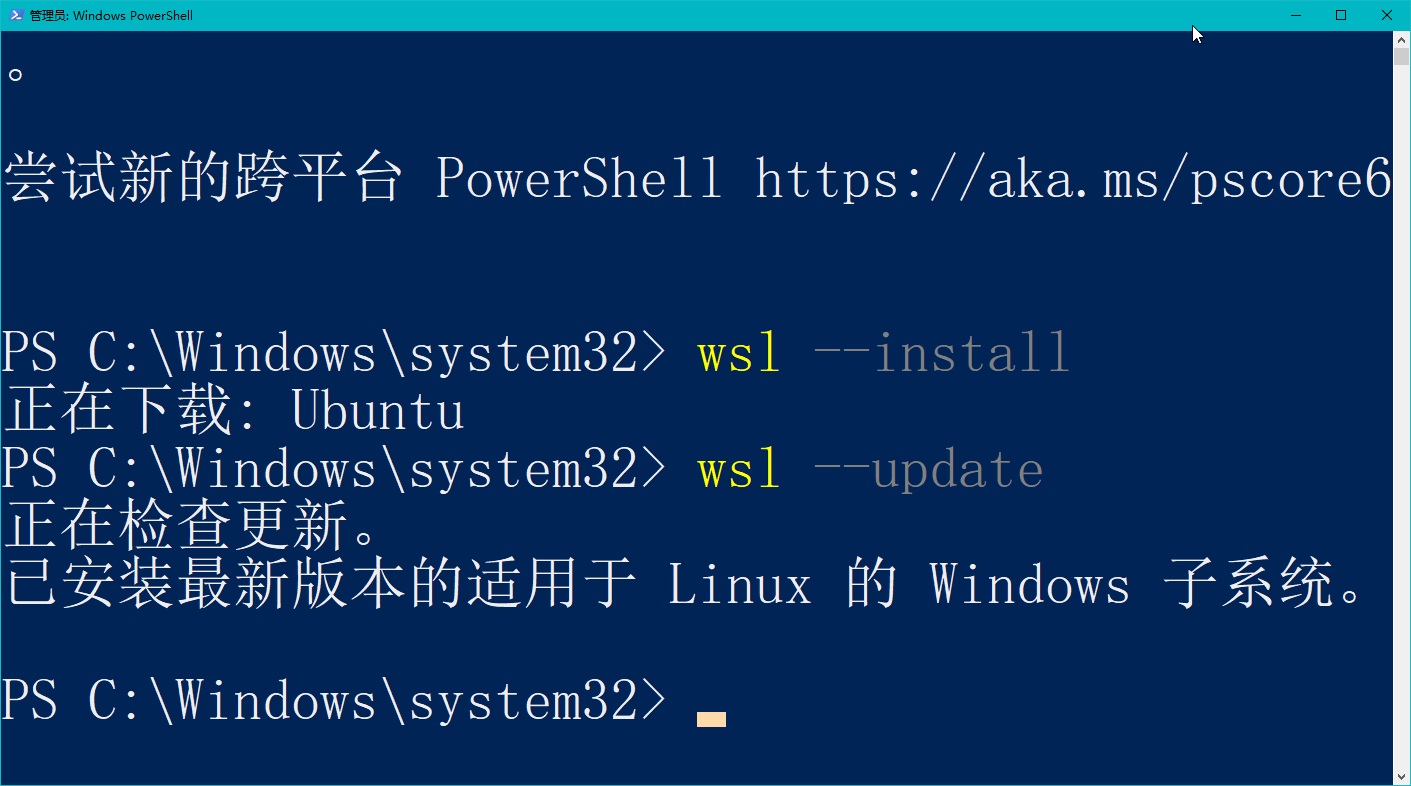 管理员: Windows PowerShell
。
尝试新的跨平台 PowerShell https://aka.ms/pscore6
PS C:\Windows\system32> wsl --install
正在下载: Ubuntu
PS C:\Windows\system32> wsl --update
正在检查更新。
已安装最新版本的适用于 Linux 的 Windows 子系统。
PS C:\Windows\system32>